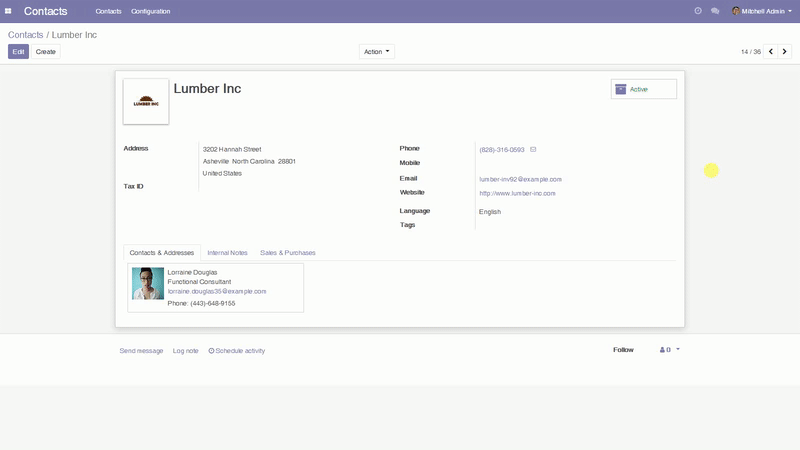 Contacts Contacts Configuration Mitchell Admin
Contacts / Lumber Inc
Edit Create Action 14 / 36
LUMBER INC
Lumber Inc
Active
Address
3202 Hannah Street
Asheville North Carolina 28801
United States
Tax ID
Phone (828)-316-0593
Mobile
Email lumber-inv92@example.com
Website http://www.lumber-inc.com
Language English
Tags
Contacts & Addresses Internal Notes Sales & Purchases
Lorraine Douglas
Functional Consultant
lorraine.douglas35@example.com
Phone: (443)-648-9155
Send message Log note Schedule activity Follow 0